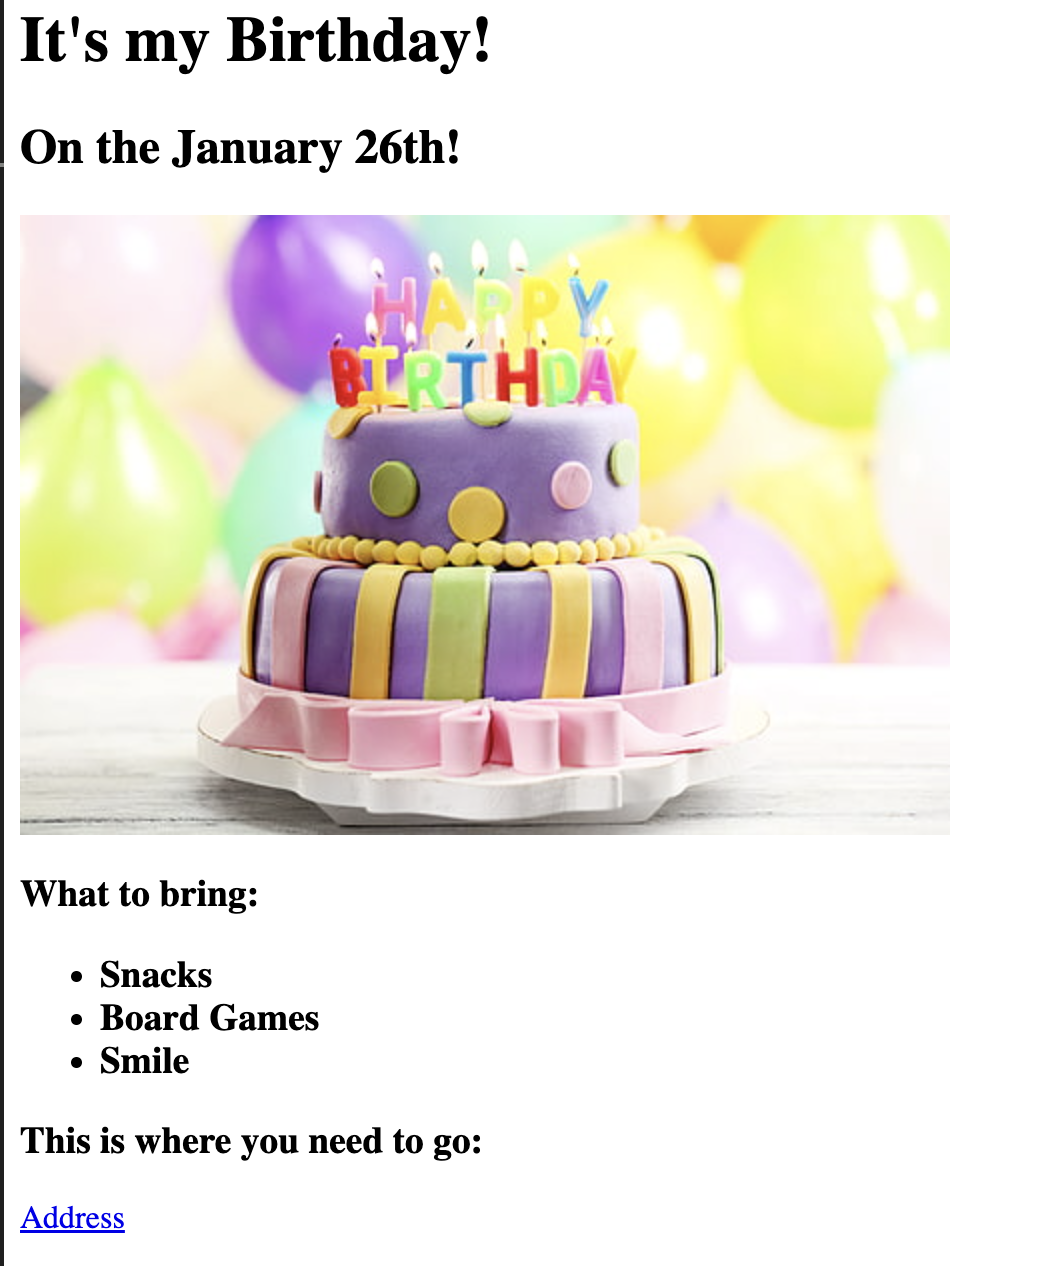 It's my Birthday!
On the January 26th!
HAPPY
BIRTHDAY
What to bring:
Snacks
Board Games
Smile
This is where you need to go:
Address